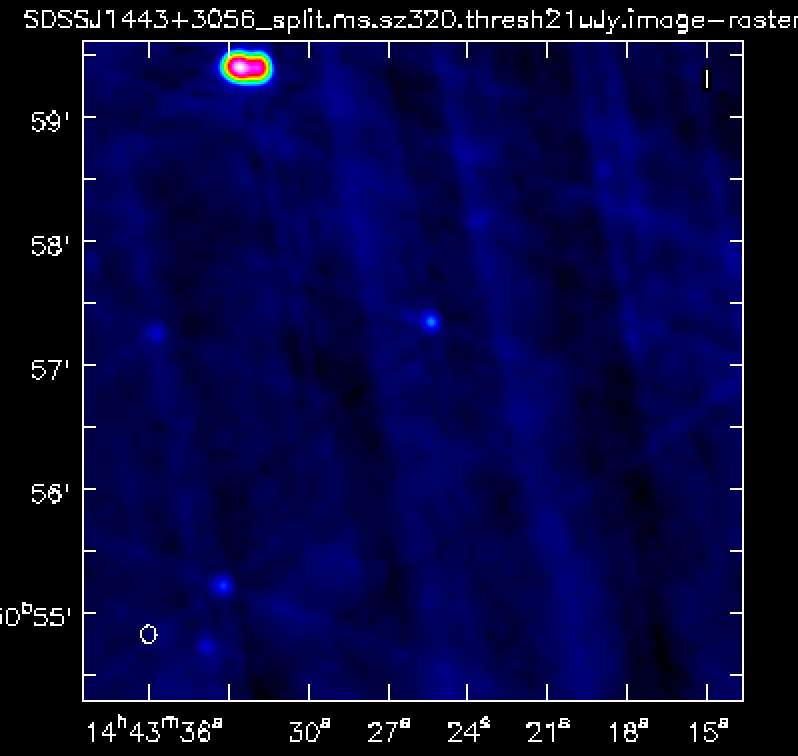 SDSSJ1443+3056_split.ms.sz320.thresh21uJy.image-raster
I
59'
58'
57'
56'
55'
14ʰ43ᵐ36ˢ 30ˢ 27ˢ 24ˢ 21ˢ 18ˢ 15ˢ